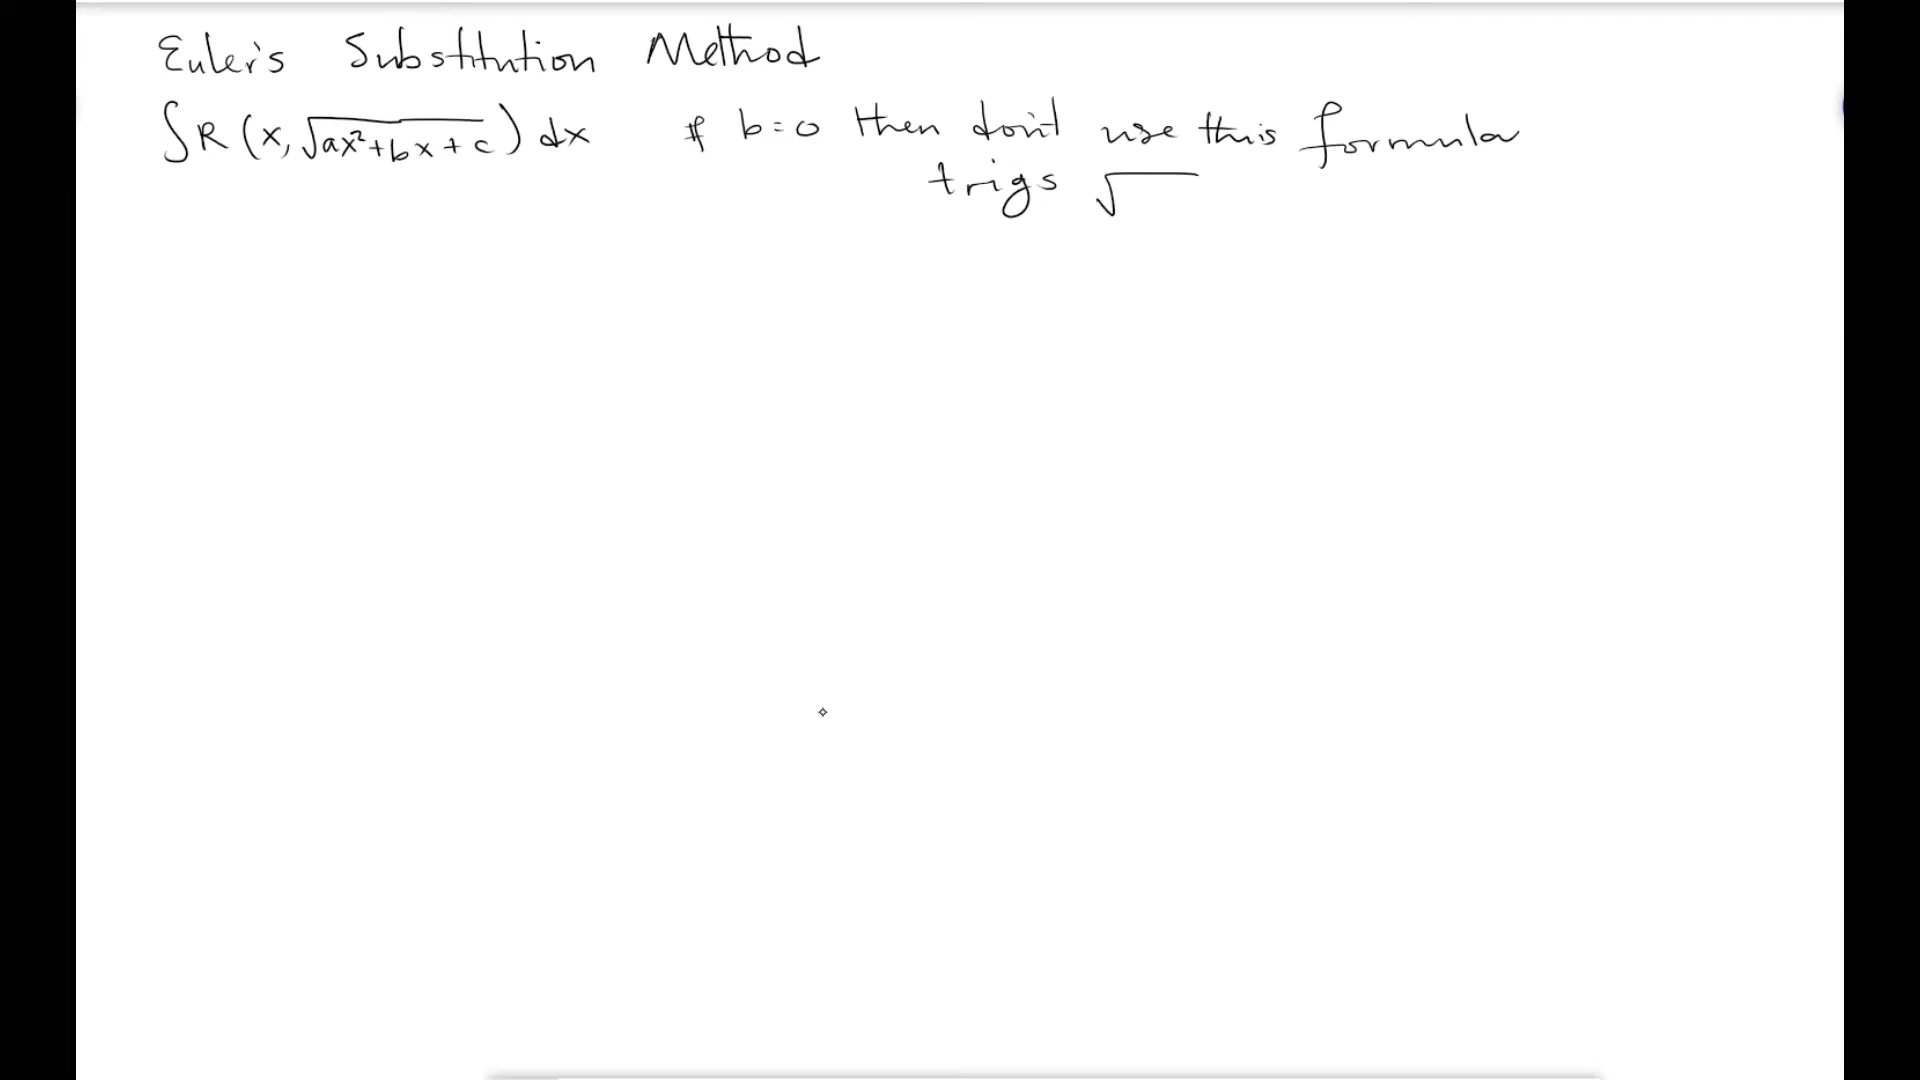 Euler's Substitution Method
∫R(x, √(ax²+bx+c)) dx if b=0 then don't use this formula
trigs √